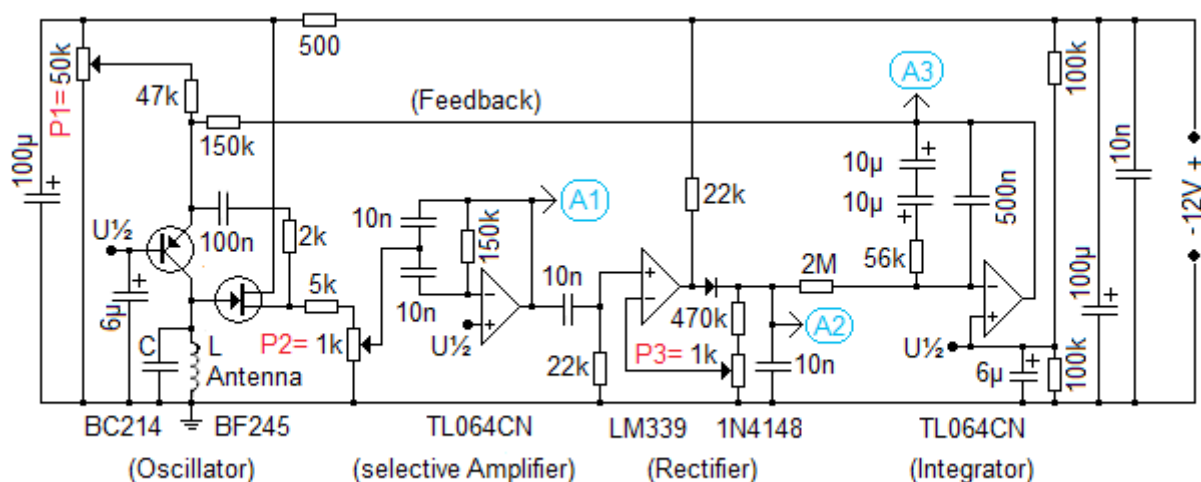 500
P1= 50k
47k
(Feedback)
A3
100k
150k
100µ
+
10µ
+
10µ
+
500n
10n
-12V +
22k
A1
10n
150k
U½
100n
2k
56k
2M
10n
5k
10n
+
-
-
+
100µ
+
6µ
+
P2= 1k
-
+
U½
470k
A2
C
L
Antenna
22k
P3= 1k
10n
U½
6µ
+
100k
BC214
BF245
TL064CN
LM339
1N4148
TL064CN
(Oscillator)
(selective Amplifier)
(Rectifier)
(Integrator)